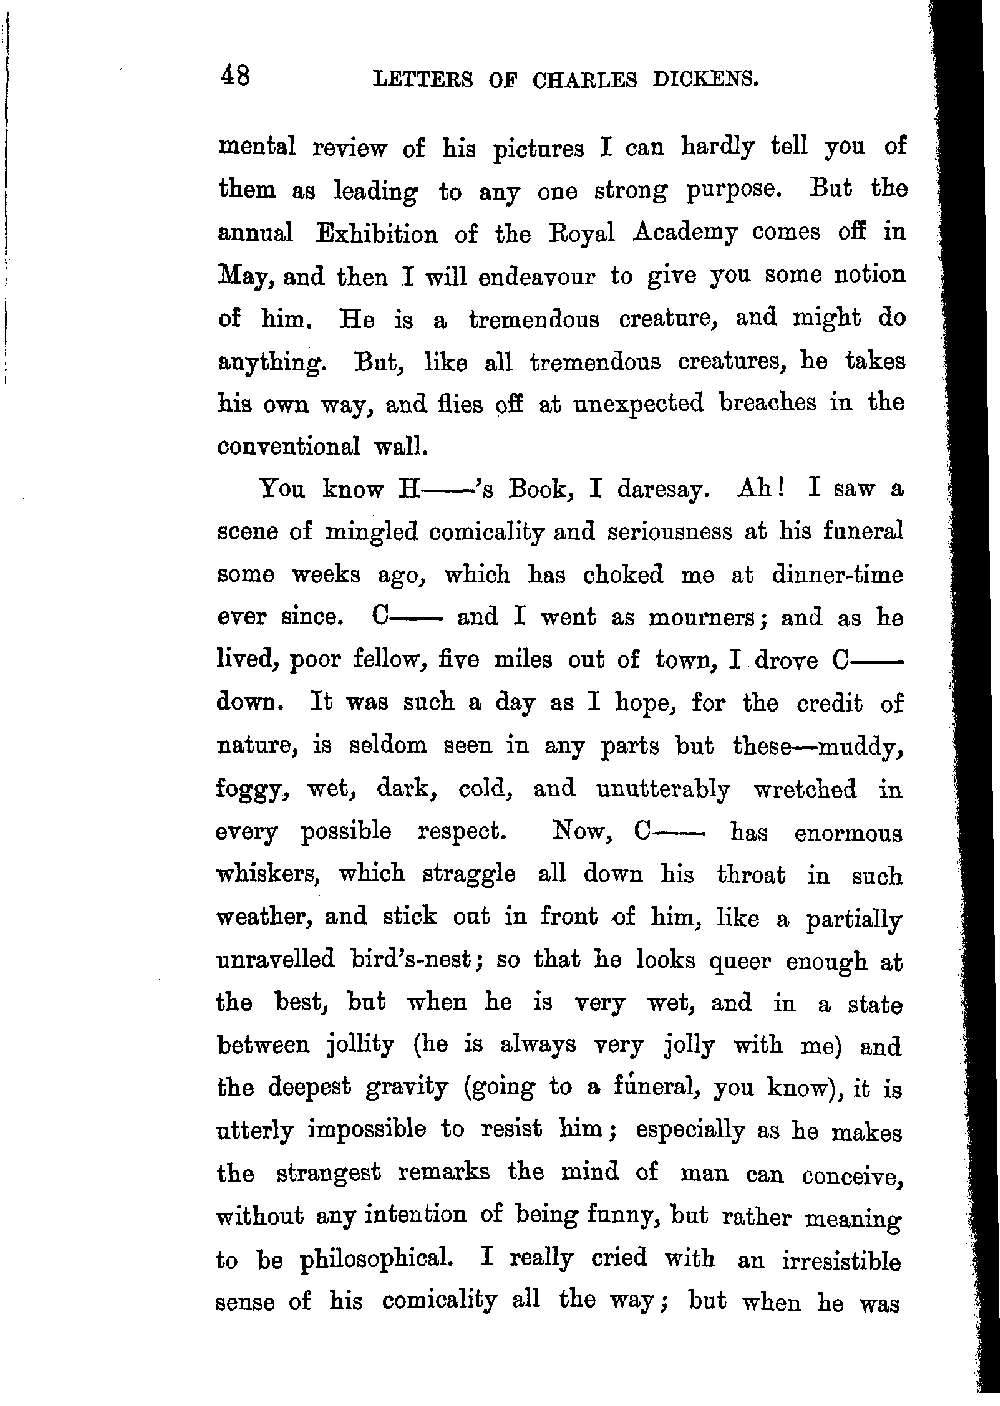 48 LETTERS OF CHARLES DICKENS.
mental review of his pictures I can hardly tell you of
them as leading to any one strong purpose. But the
annual Exhibition of the Royal Academy comes off in
May, and then I will endeavour to give you some notion
of him. He is a tremendous creature, and might do
anything. But, like all tremendous creatures, he takes
his own way, and flies off at unexpected breaches in the
conventional wall.
You know H——'s Book, I daresay. Ah! I saw a
scene of mingled comicality and seriousness at his funeral
some weeks ago, which has choked me at dinner-time
ever since. C—— and I went as mourners; and as he
lived, poor fellow, five miles out of town, I drove C——
down. It was such a day as I hope, for the credit of
nature, is seldom seen in any parts but these—muddy,
foggy, wet, dark, cold, and unutterably wretched in
every possible respect. Now, C—— has enormous
whiskers, which straggle all down his throat in such
weather, and stick out in front of him, like a partially
unravelled bird's-nest; so that he looks queer enough at
the best, but when he is very wet, and in a state
between jollity (he is always very jolly with me) and
the deepest gravity (going to a funeral, you know), it is
utterly impossible to resist him; especially as he makes
the strangest remarks the mind of man can conceive,
without any intention of being funny, but rather meaning
to be philosophical. I really cried with an irresistible
sense of his comicality all the way; but when he was